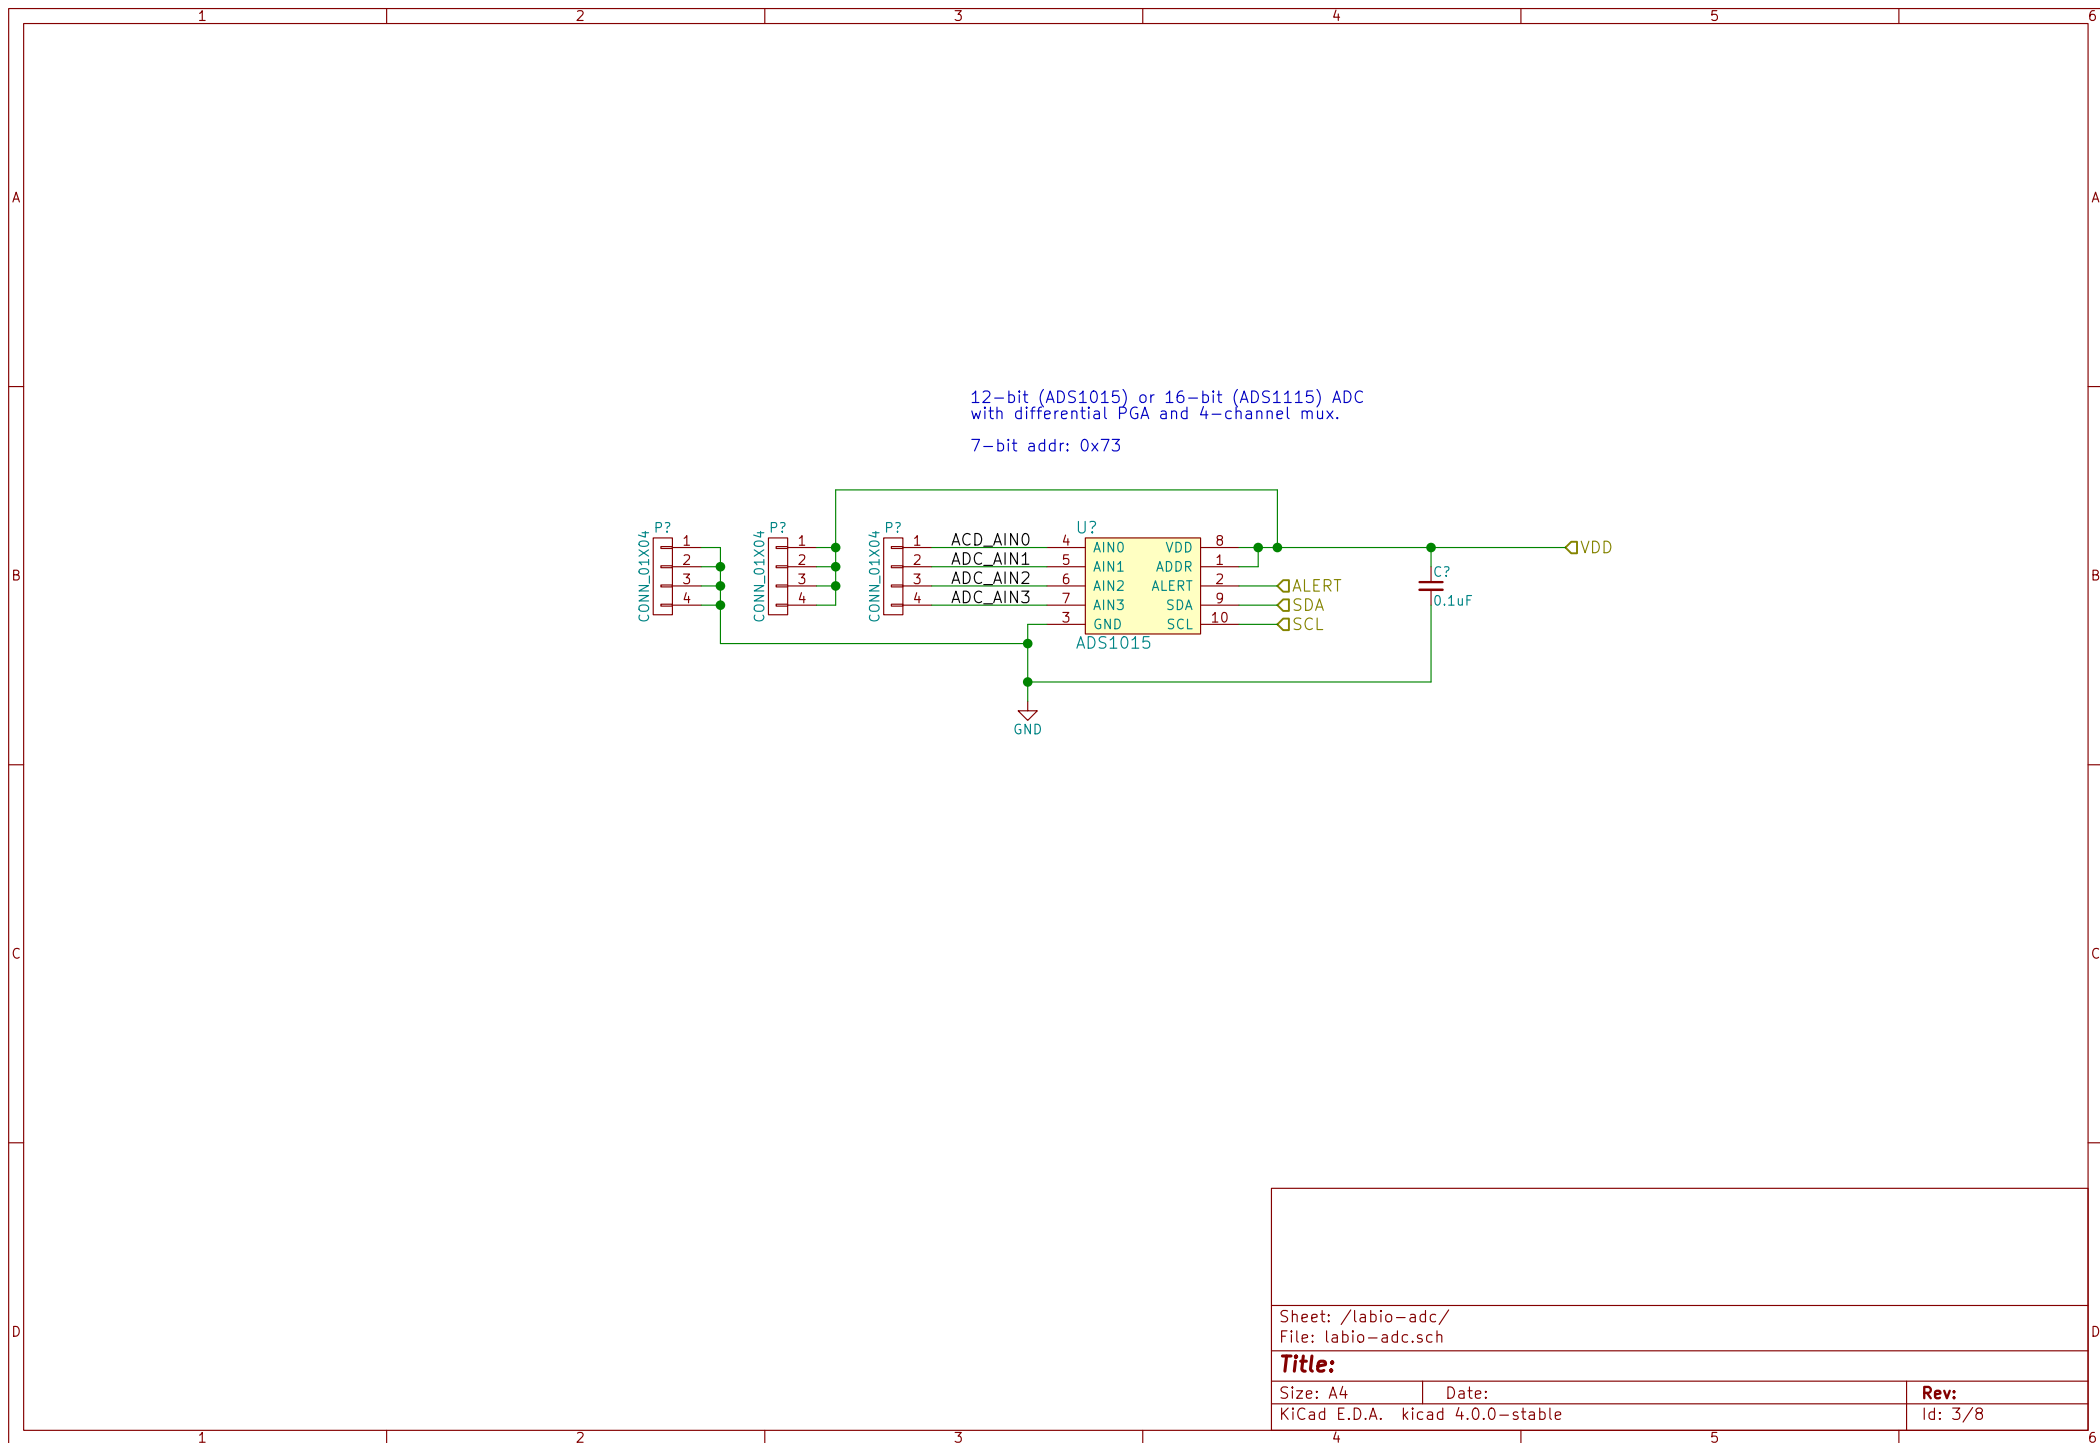 1 2 3 4 5 6
A A
12-bit (ADS1015) or 16-bit (ADS1115) ADC
with differential PGA and 4-channel mux.
7-bit addr: 0x73
P?
CONN_01X04
1
2
3
4
P?
CONN_01X04
1
2
3
4
P?
CONN_01X04
1
2
3
4
ACD_AIN0
ADC_AIN1
ADC_AIN2
ADC_AIN3
U?
4 AIN0 VDD 8
5 AIN1 ADDR 1
6 AIN2 ALERT 2
7 AIN3 SDA 9
3 GND SCL 10
ADS1015
VDD
ALERT
SDA
SCL
C?
0.1uF
GND
B B
C C
D D
Sheet: /labio-adc/
File: labio-adc.sch
Title:
Size: A4 Date: Rev:
KiCad E.D.A. kicad 4.0.0-stable Id: 3/8
1 2 3 4 5 6